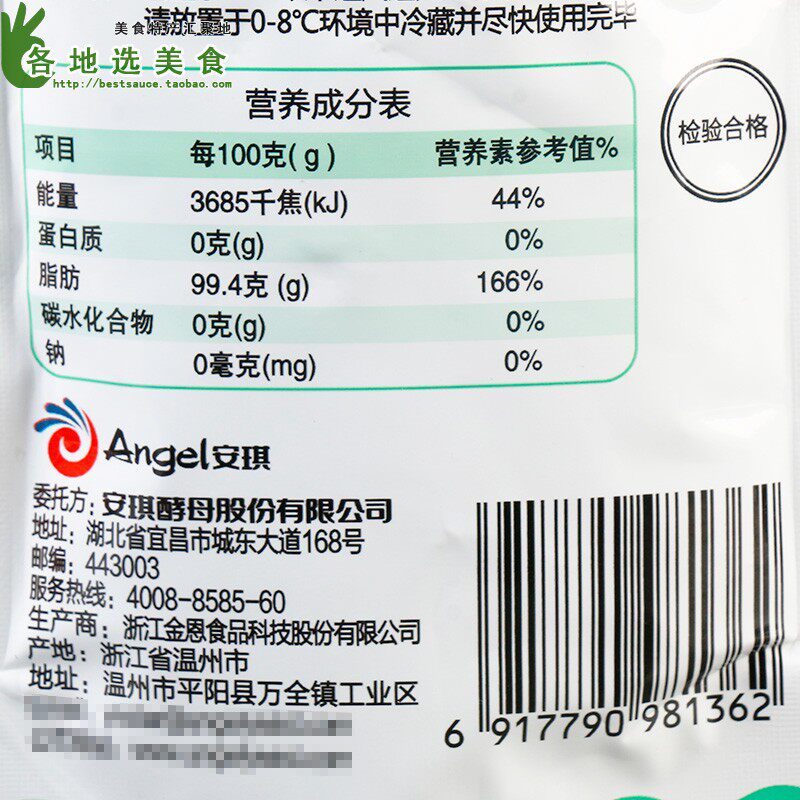 美食特产汇聚地
请放置于0-8℃环境中冷藏并尽快使用完毕
各地选美食
http://bestsauce.taobao.com
营养成分表
项目 每100克(g) 营养素参考值%
能量 3685千焦(kJ) 44%
蛋白质 0克(g) 0%
脂肪 99.4克 (g) 166%
碳水化合物 0克(g) 0%
钠 0毫克(mg) 0%
检验合格
Angel安琪
委托方: 安琪酵母股份有限公司
地址: 湖北省宜昌市城东大道168号
邮编: 443003
服务热线: 4008-8585-60
生产商: 浙江金恩食品科技股份有限公司
产地: 浙江省温州市
地址: 温州市平阳县万全镇工业区
6 917790 981362